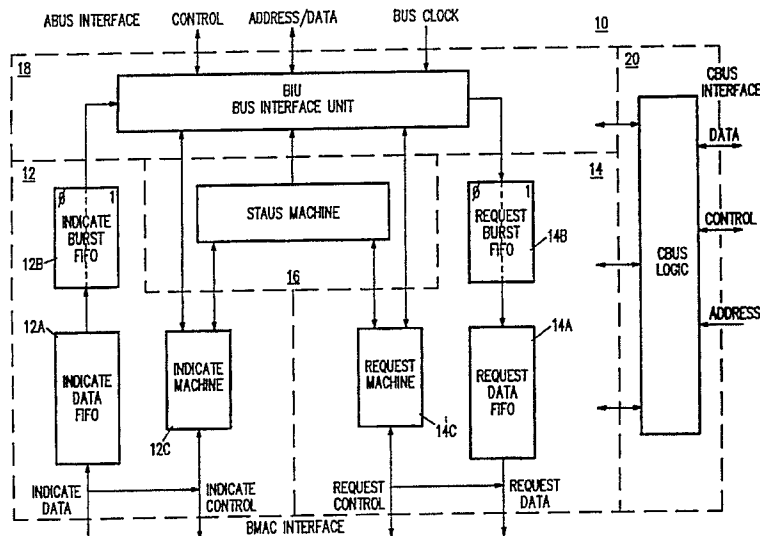 ABUS INTERFACE
CONTROL
ADDRESS/DATA
BUS CLOCK
10
18
20
BIU
BUS INTERFACE UNIT
CBUS
INTERFACE
DATA
12
14
0 1
INDICATE
BURST
FIFO
12B
STAUS MACHINE
0 1
REQUEST
BURST
FIFO
14B
CONTROL
CBUS
LOGIC
16
12A
14A
ADDRESS
INDICATE
DATA
FIFO
INDICATE
MACHINE
12C
REQUEST
MACHINE
14C
REQUEST
DATA
FIFO
INDICATE
DATA
INDICATE
CONTROL
REQUEST
CONTROL
REQUEST
DATA
BMAC INTERFACE